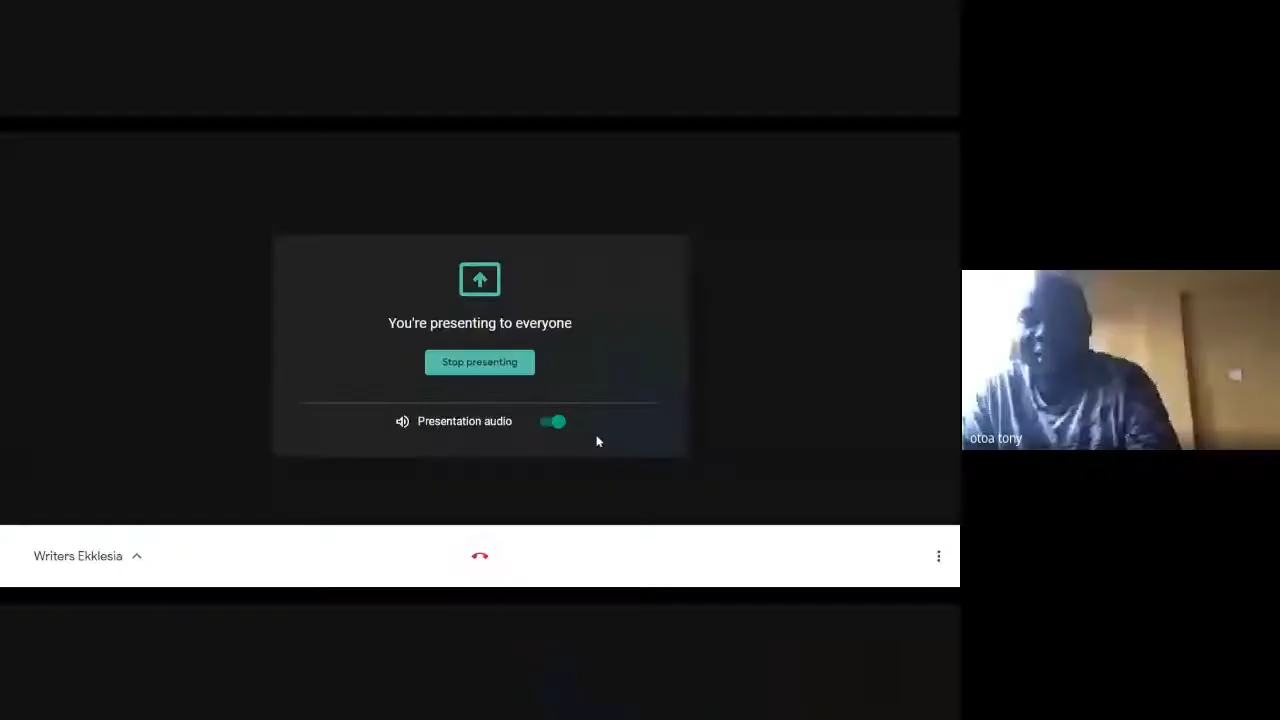 You're presenting to everyone
Stop presenting
Presentation audio
otoa tony
Writers Ekklesia